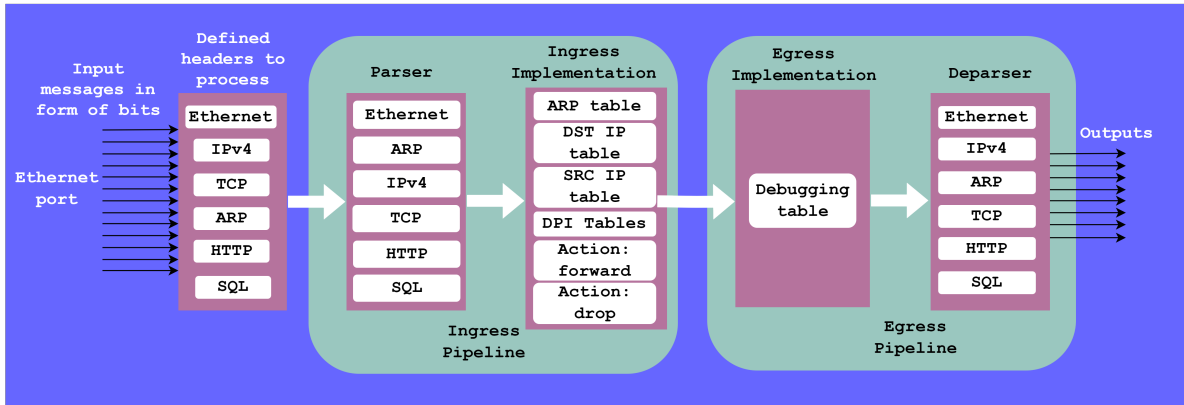 Input
messages in
form of bits
Ethernet
port
Defined
headers to
process
Ethernet
IPv4
TCP
ARP
HTTP
SQL
Parser
Ethernet
ARP
IPv4
TCP
HTTP
SQL
Ingress
Implementation
ARP table
DST IP
table
SRC IP
table
DPI Tables
Action:
forward
Action:
drop
Ingress
Pipeline
Egress
Implementation
Debugging
table
Deparser
Ethernet
IPv4
ARP
TCP
HTTP
SQL
Egress
Pipeline
Outputs